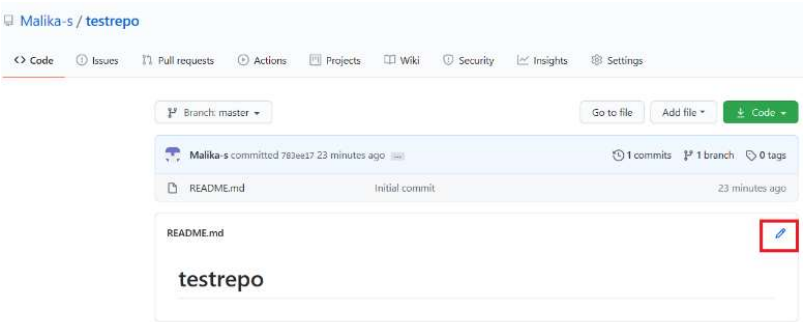 Malika-s / testrepo
<> Code Issues Pull requests Actions Projects Wiki Security Insights Settings
Branch: master Go to file Add file Code
Malika-s committed 783ee17 23 minutes ago ... 1 commits 1 branch 0 tags
README.md Initial commit 23 minutes ago
README.md
testrepo